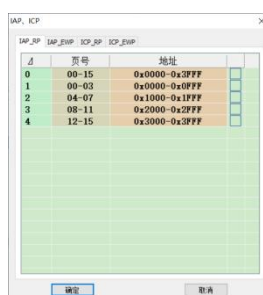 IAP、ICP
IAP_RP IAP_EWP ICP_RP ICP_EWP
⊿ 页号 地址
0 00-15 0x0000-0x3FFF
1 00-03 0x0000-0x0FFF
2 04-07 0x1000-0x1FFF
3 08-11 0x2000-0x2FFF
4 12-15 0x3000-0x3FFF
确定 取消